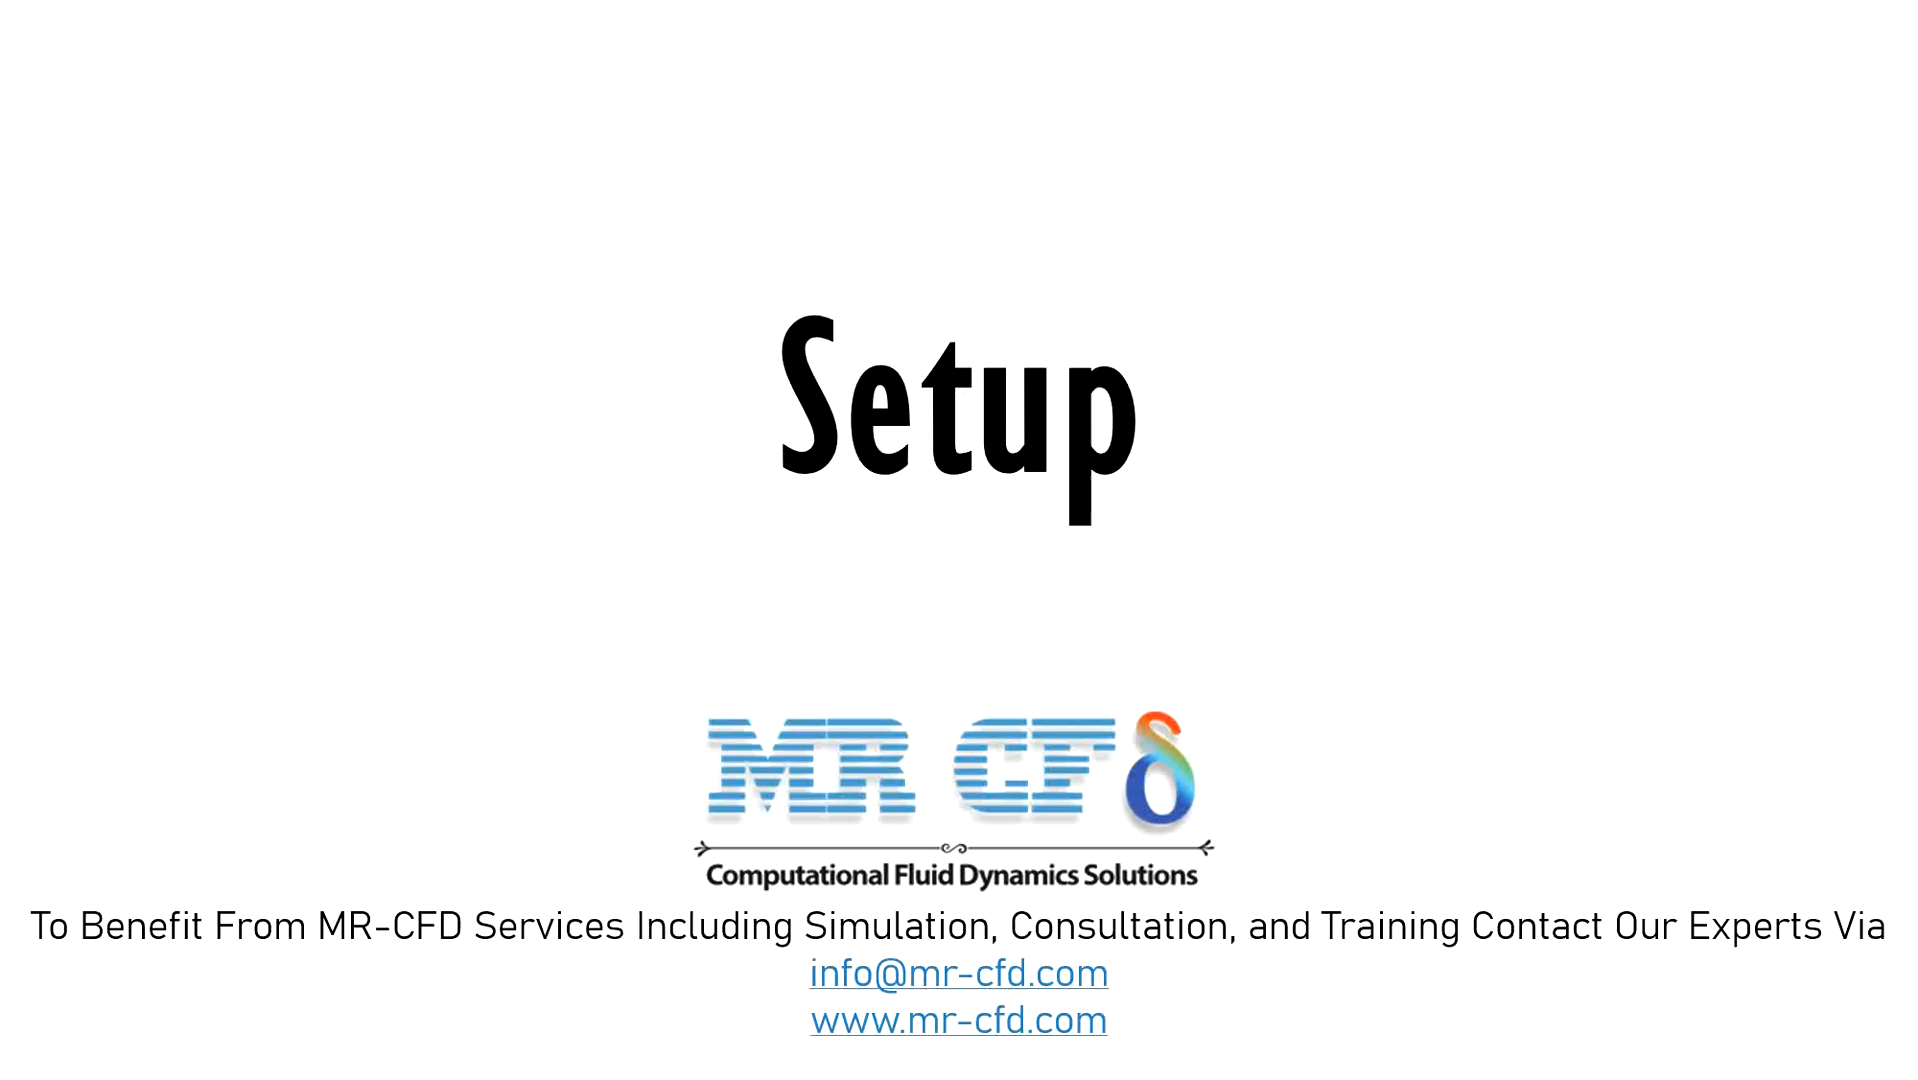 Setup
MR CFδ
Computational Fluid Dynamics Solutions
To Benefit From MR-CFD Services Including Simulation, Consultation, and Training Contact Our Experts Via
info@mr-cfd.com
www.mr-cfd.com